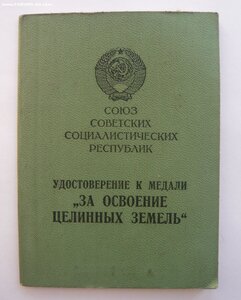 СОЮЗ
СОВЕТСКИХ
СОЦИАЛИСТИЧЕСКИХ
РЕСПУБЛИК
УДОСТОВЕРЕНИЕ К МЕДАЛИ
„ЗА ОСВОЕНИЕ
ЦЕЛИННЫХ ЗЕМЕЛЬ“